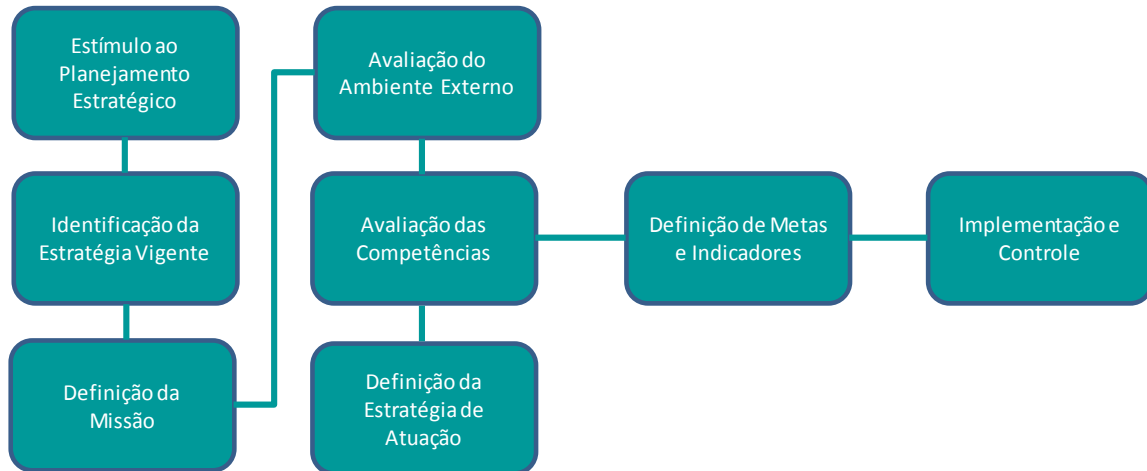 Estímulo ao
Planejamento
Estratégico
Identificação da
Estratégia Vigente
Definição da
Missão
Avaliação do
Ambiente Externo
Avaliação das
Competências
Definição da
Estratégia de
Atuação
Definição de Metas
e Indicadores
Implementação e
Controle